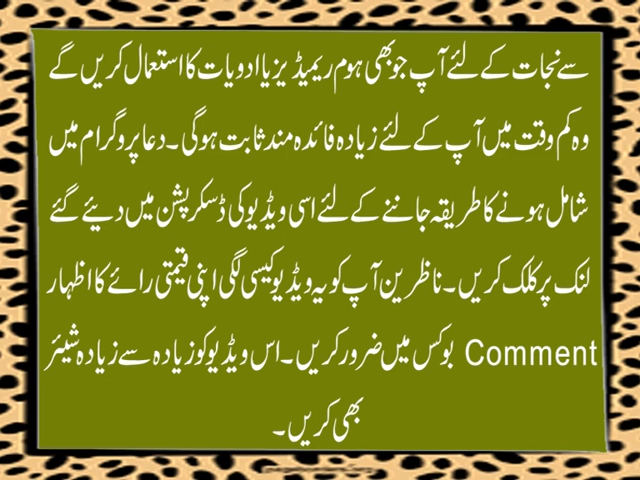 سے نجات کے لئے آپ جو بھی ہوم ریمیڈیز یا ادویات کا استعمال کریں گے
وہ کم وقت میں آپ کے لئے زیادہ فائدہ مند ثابت ہوگی۔ دعا پروگرام میں
شامل ہونے کا طریقہ جاننے کے لئے اسی ویڈیو کی ڈسکرپشن میں دیئے گئے
لنک پر کلک کریں۔ ناظرین آپ کو یہ ویڈیو کیسی لگی اپنی قیمتی رائے کا اظہار
Comment بوکس میں ضرور کریں۔ اس ویڈیو کو زیادہ سے زیادہ شیئر
بھی کریں۔